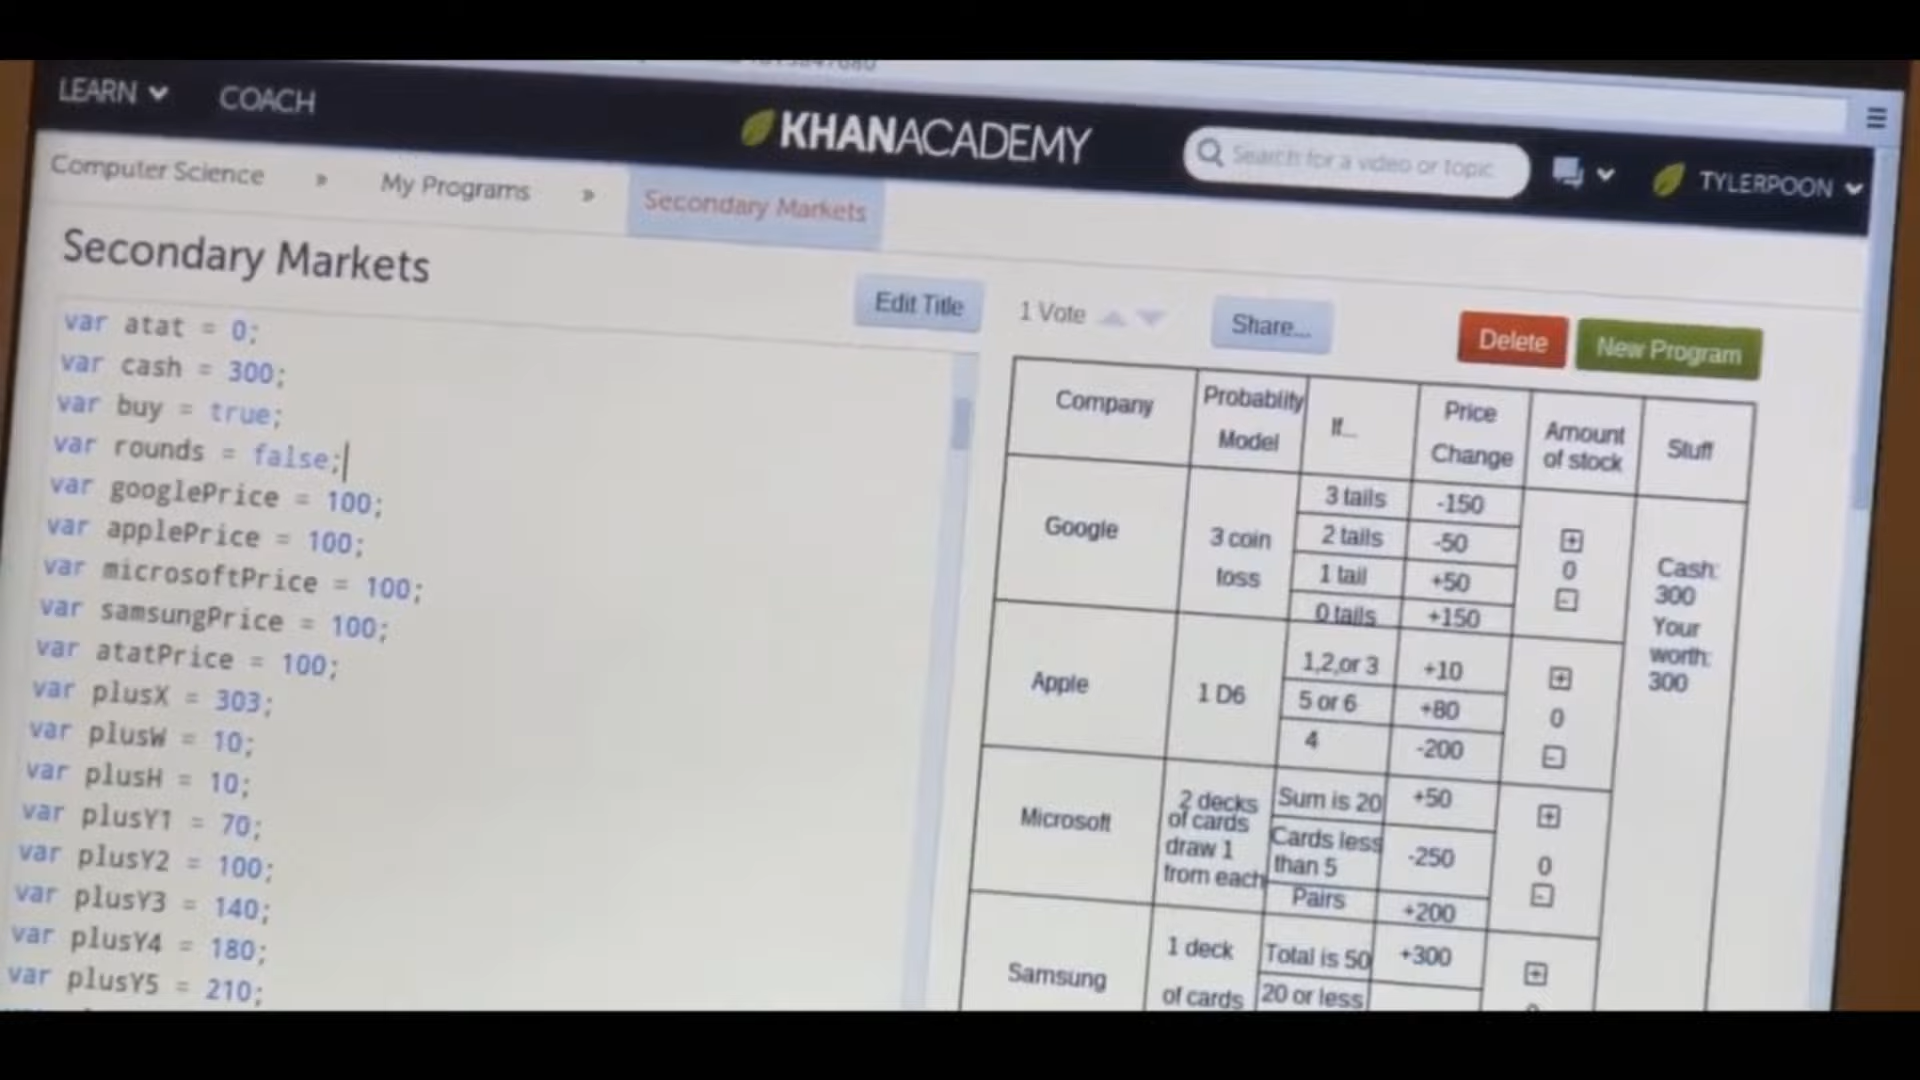 LEARN
COACH
KHANACADEMY
Search for a video or topic
TYLERPOON
Computer Science » My Programs » Secondary Markets
Secondary Markets
Edit Title
var atat = 0;
var cash = 300;
var buy = true;
var rounds = false;
var googlePrice = 100;
var applePrice = 100;
var microsoftPrice = 100;
var samsungPrice = 100;
var atatPrice = 100;
var plusX = 303;
var plusW = 10;
var plusH = 10;
var plusY1 = 70;
var plusY2 = 100;
var plusY3 = 140;
var plusY4 = 180;
var plusY5 = 210;
1 Vote
Share...
Delete
New Program
Company
Probablity
Model
If...
Price
Change
Amount
of stock
Stuff
Google
3 coin
toss
3 tails
-150
2 tails
-50
1 tail
+50
0 tails
+150
+
0
-
Cash:
300
Your
worth:
300
Apple
1 D6
1,2,or 3
+10
5 or 6
+80
4
-200
+
0
-
Microsoft
2 decks
of cards
draw 1
from each
Sum is 20
+50
Cards less
than 5
-250
Pairs
+200
+
0
-
Samsung
1 deck
of cards
Total is 50
+300
20 or less
+